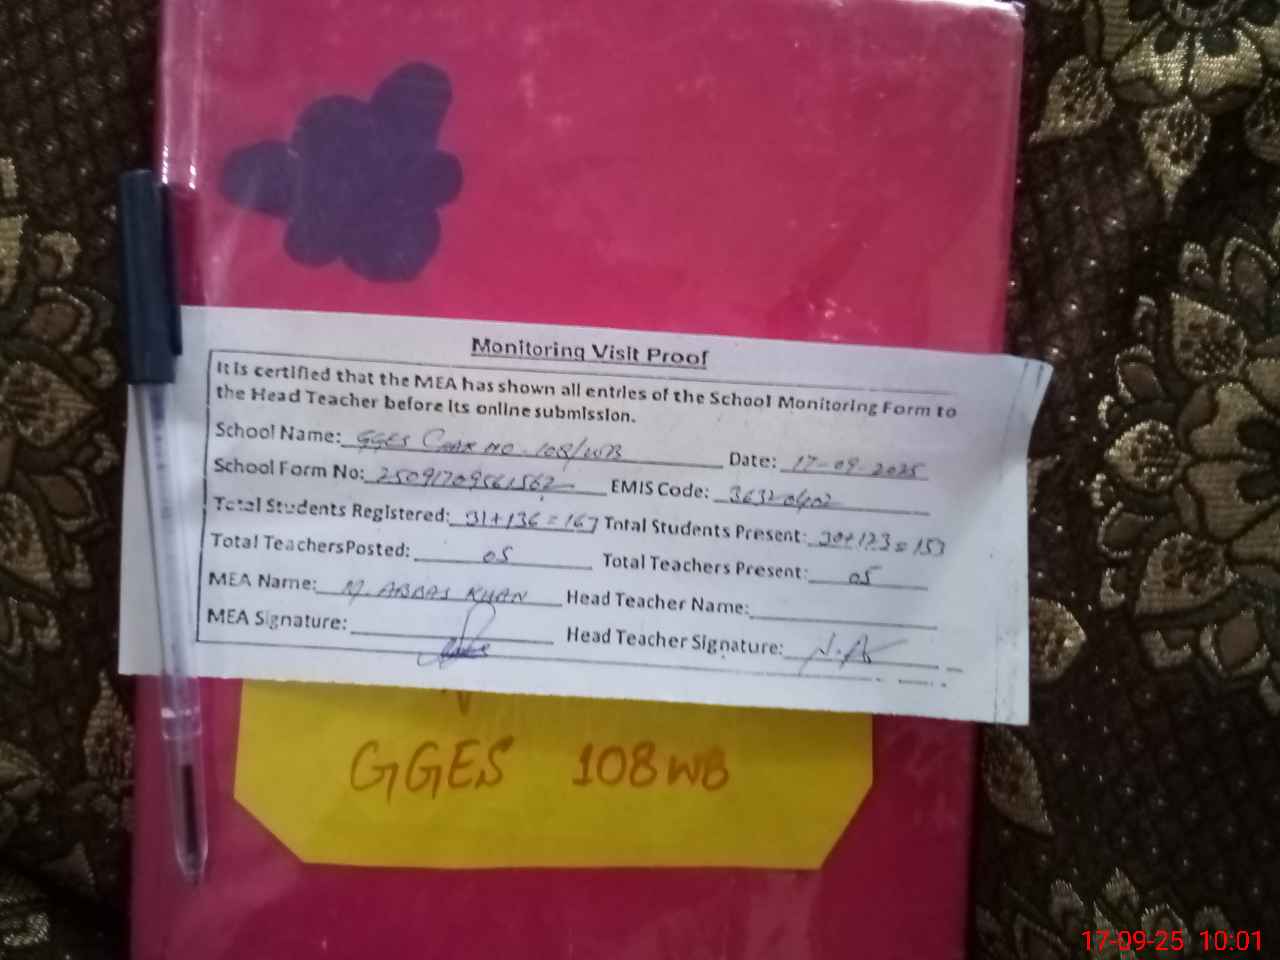 Monitoring Visit Proof
It is certified that the MEA has shown all entries of the School Monitoring Form to
the Head Teacher before its online submission.
School Name: GGES Chak no. 108/WB Date: 17-09-2025
School Form No: EMIS Code:
Total Students Registered: 31+136=167 Total Students Present: 30+123=153
Total TeachersPosted: 05 Total Teachers Present: 05
MEA Name: M. ABBAS KHAN Head Teacher Name:
MEA Signature: Head Teacher Signature:
GGES 108WB
17-09-25 10:01